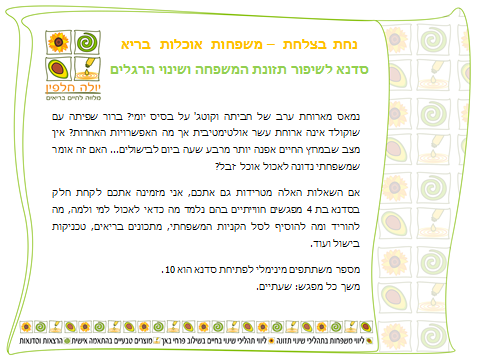 נחת בצלחת – משפחות אוכלות בריא
סדנא לשיפור תזונת המשפחה ושינוי הרגלים
יולה חלפין
מלווה לחיים בריאים
נמאס מארוחת ערב של חביתה וקוטג' על בסיס יומי? ברור שפיתה עם
שוקולד אינה ארוחת עשר אולטימטיבית אך מה האפשרויות האחרות? איך
מצב שבמרוץ החיים אפנה יותר מרבע שעה ביום לבישולים... האם זה אומר
שמשפחתי נדונה לאכול אוכל זבל?
אם השאלות האלה מטרידות גם אתכם, אני מזמינה אתכם לקחת חלק
בסדנא בת 4 מפגשים חווייתיים בהם נלמד מה כדאי לאכול למי ולמה, מה
להוריד ומה להוסיף לסל הקניות המשפחתי, מתכונים בריאים, טכניקות
בישול ועוד.
מספר משתתפים מינימלי לפתיחת סדנא הוא 10.
משך כל מפגש: שעתיים.
ליווי משפחות בתהליכי שינוי תזונה ליווי תהליכי שינוי בחיים בשילוב פרחי באך מוצרים טבעיים בהתאמה אישית הרצאות וסדנאות